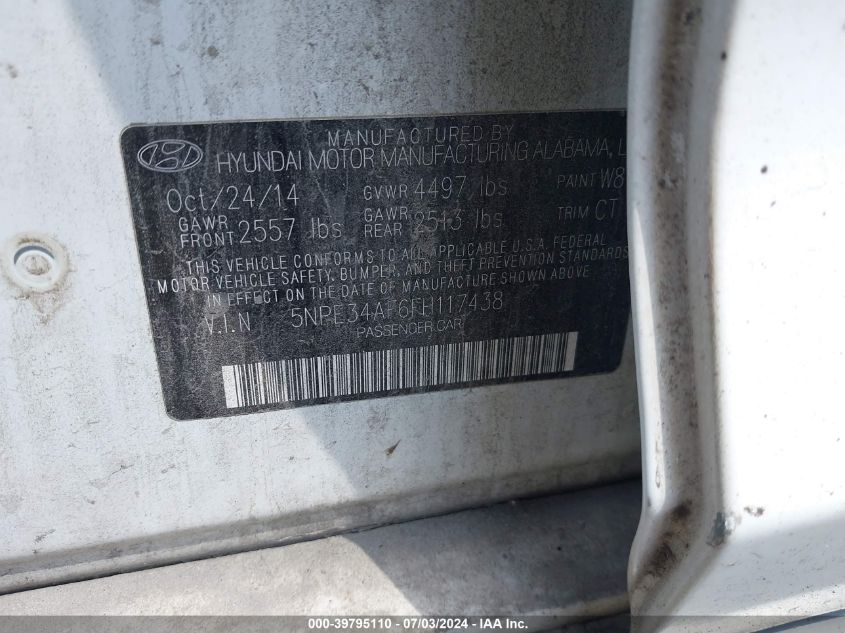 MANUFACTURED BY
HYUNDAI MOTOR MANUFACTURING ALABAMA, L
Oct/24/14 GVWR 4497 lbs PAINT W8
GAWR FRONT 2557 lbs GAWR REAR 2513 lbs TRIM CT
THIS VEHICLE CONFORMS TO ALL APPLICABLE U.S.A. FEDERAL
MOTOR VEHICLE SAFETY, BUMPER, AND THEFT PREVENTION STANDARDS
IN EFFECT ON THE DATE OF MANUFACTURE SHOWN ABOVE.
V.I.N 5NPE34AF6FH117438
PASSENGER CAR
000-39795110 - 07/03/2024 - IAA Inc.